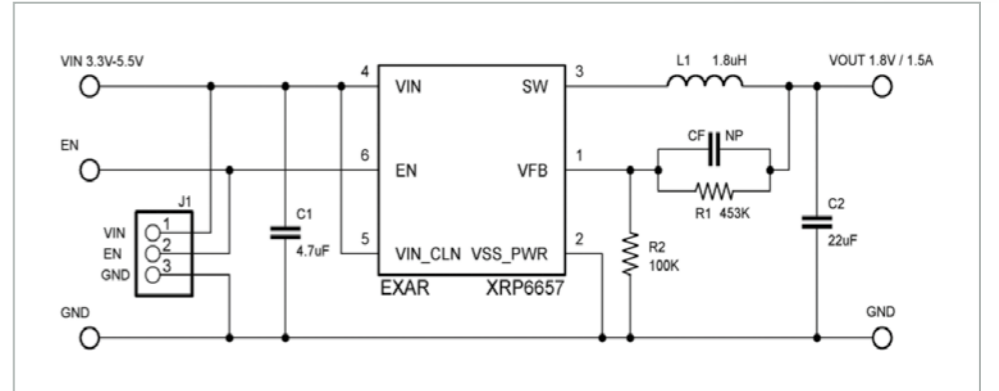 VIN 3.3V-5.5V
4
VIN
SW
3
L1 1.8uH
VOUT 1.8V / 1.5A
EN
6
EN
VFB
1
CF NP
R1 453K
J1
VIN 1
EN 2
GND 3
C1
4.7uF
5
VIN_CLN VSS_PWR
2
R2
100K
C2
22uF
EXAR XRP6657
GND
GND